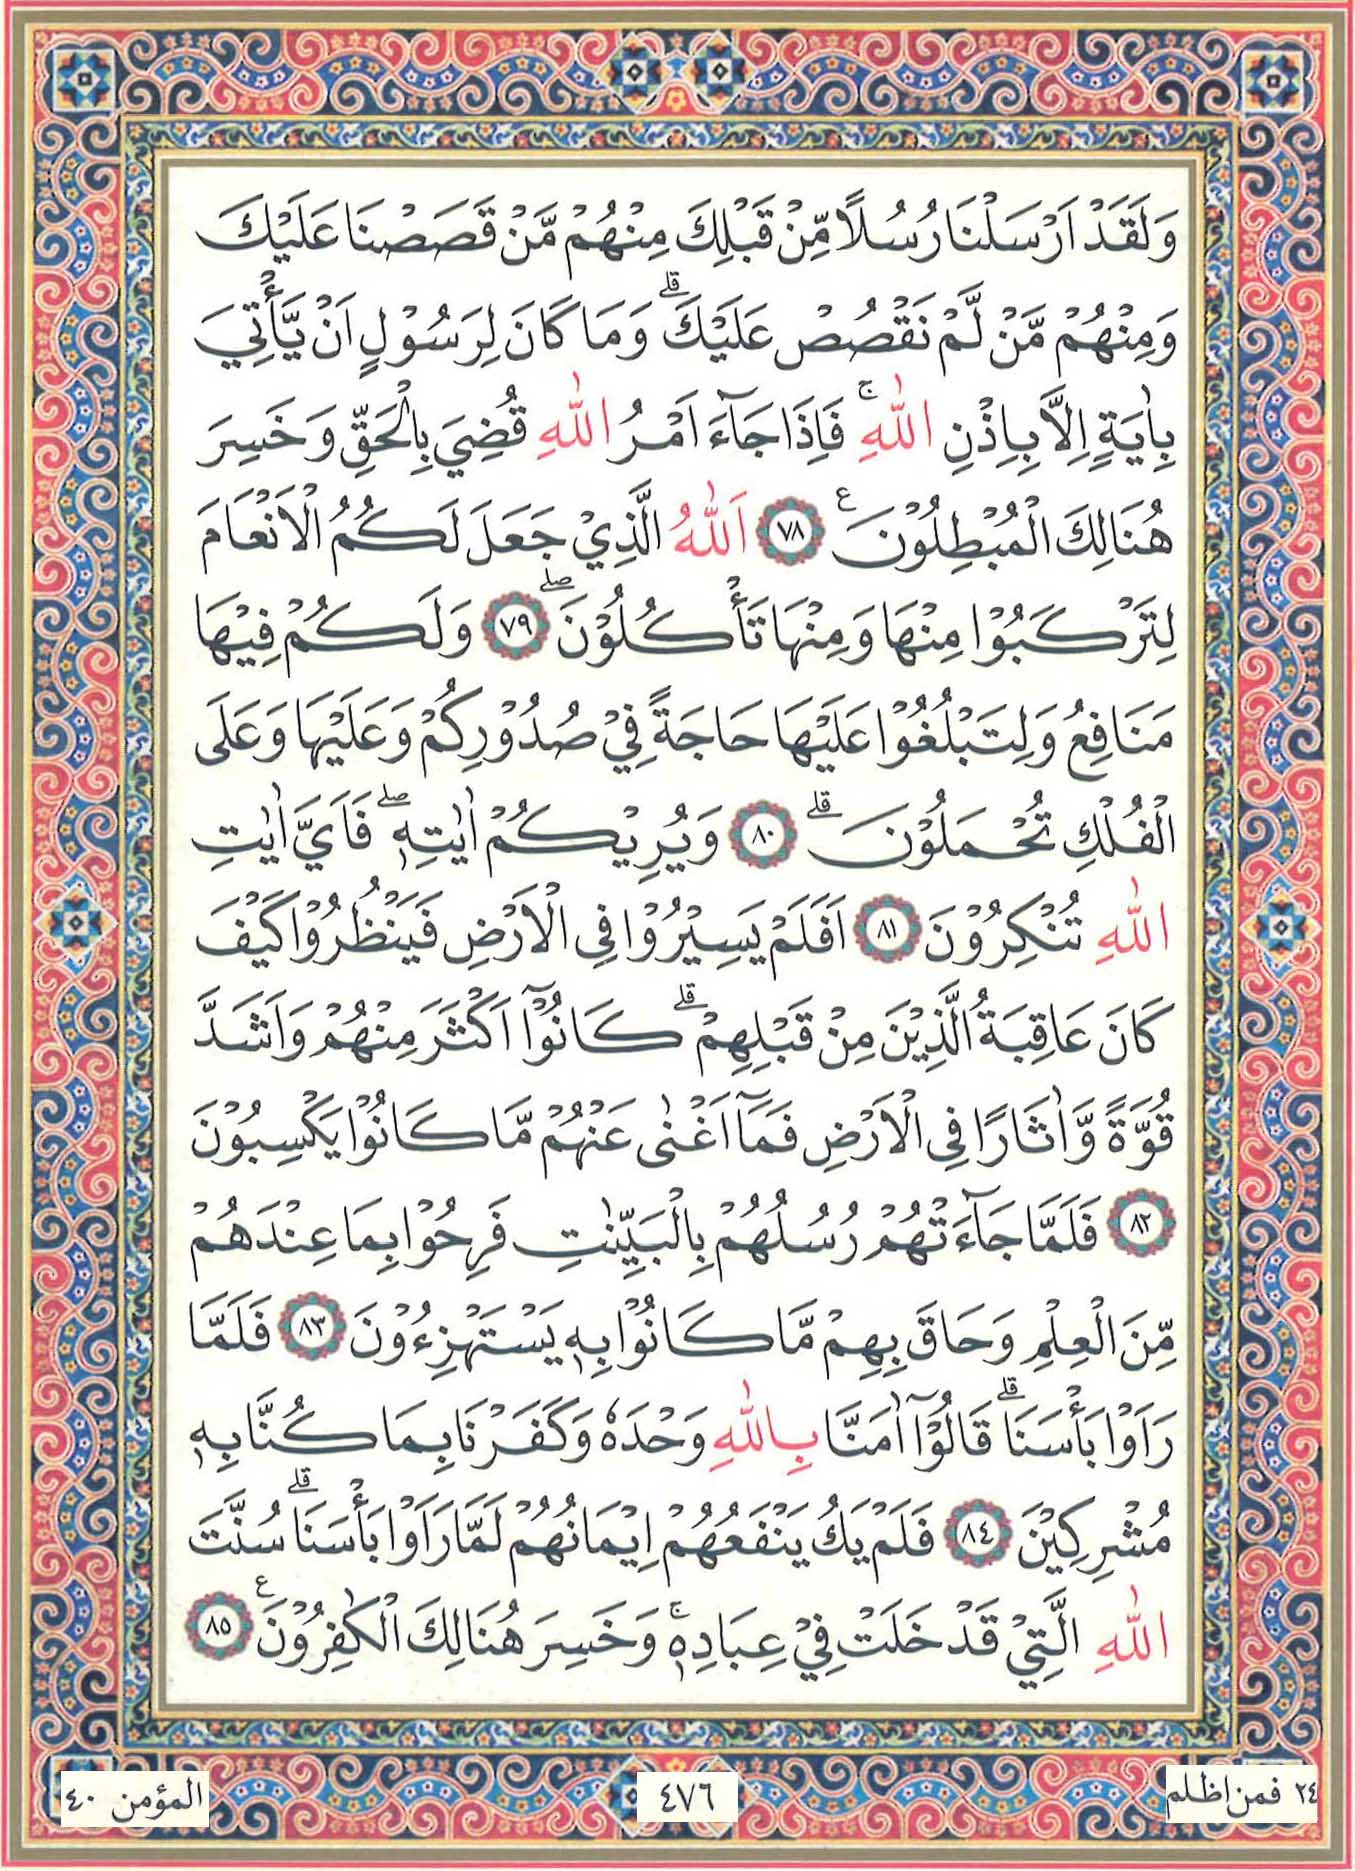 وَلَقَدْ اَرْسَلْنَا رُسُلًا مِّنْ قَبْلِكَ مِنْهُمْ مَّنْ قَصَصْنَا عَلَيْكَ
وَمِنْهُمْ مَّنْ لَّمْ نَقْصُصْ عَلَيْكَ ۗ وَمَا كَانَ لِرَسُوْلٍ اَنْ يَّأْتِيَ
بِاٰيَةٍ اِلَّا بِاِذْنِ اللّٰهِ ۚ فَاِذَا جَاۤءَ اَمْرُ اللّٰهِ قُضِيَ بِالْحَقِّ وَخَسِرَ
هُنَالِكَ الْمُبْطِلُوْنَ ࣖ ٧٨ اَللّٰهُ الَّذِيْ جَعَلَ لَكُمُ الْاَنْعَامَ
لِتَرْكَبُوْا مِنْهَا وَمِنْهَا تَأْكُلُوْنَ ۖ ٧٩ وَلَكُمْ فِيْهَا
مَنَافِعُ وَلِتَبْلُغُوْا عَلَيْهَا حَاجَةً فِيْ صُدُوْرِكُمْ وَعَلَيْهَا وَعَلَى
الْفُلْكِ تُحْمَلُوْنَ ۗ ٨٠ وَيُرِيْكُمْ اٰيٰتِهٖ ۖ فَاَيَّ اٰيٰتِ
اللّٰهِ تُنْكِرُوْنَ ٨١ اَفَلَمْ يَسِيْرُوْا فِى الْاَرْضِ فَيَنْظُرُوْا كَيْفَ
كَانَ عَاقِبَةُ الَّذِيْنَ مِنْ قَبْلِهِمْ ۗ كَانُوْٓا اَكْثَرَ مِنْهُمْ وَاَشَدَّ
قُوَّةً وَّاٰثَارًا فِى الْاَرْضِ فَمَآ اَغْنٰى عَنْهُمْ مَّا كَانُوْا يَكْسِبُوْنَ
٨٢ فَلَمَّا جَاۤءَتْهُمْ رُسُلُهُمْ بِالْبَيِّنٰتِ فَرِحُوْا بِمَا عِنْدَهُمْ
مِّنَ الْعِلْمِ وَحَاقَ بِهِمْ مَّا كَانُوْا بِهٖ يَسْتَهْزِءُوْنَ ٨٣ فَلَمَّا
رَاَوْا بَأْسَنَا ۗ قَالُوْٓا اٰمَنَّا بِاللّٰهِ وَحْدَهٗ وَكَفَرْنَا بِمَا كُنَّا بِهٖ
مُشْرِكِيْنَ ٨٤ فَلَمْ يَكُ يَنْفَعُهُمْ اِيْمَانُهُمْ لَمَّا رَاَوْا بَأْسَنَا ۗ سُنَّتَ
اللّٰهِ الَّتِيْ قَدْ خَلَتْ فِيْ عِبَادِهٖ ۚ وَخَسِرَ هُنَالِكَ الْكٰفِرُوْنَ ࣖ ٨٥
٢٤ فمن اظلم ٤٧٦ المؤمن ٤٠